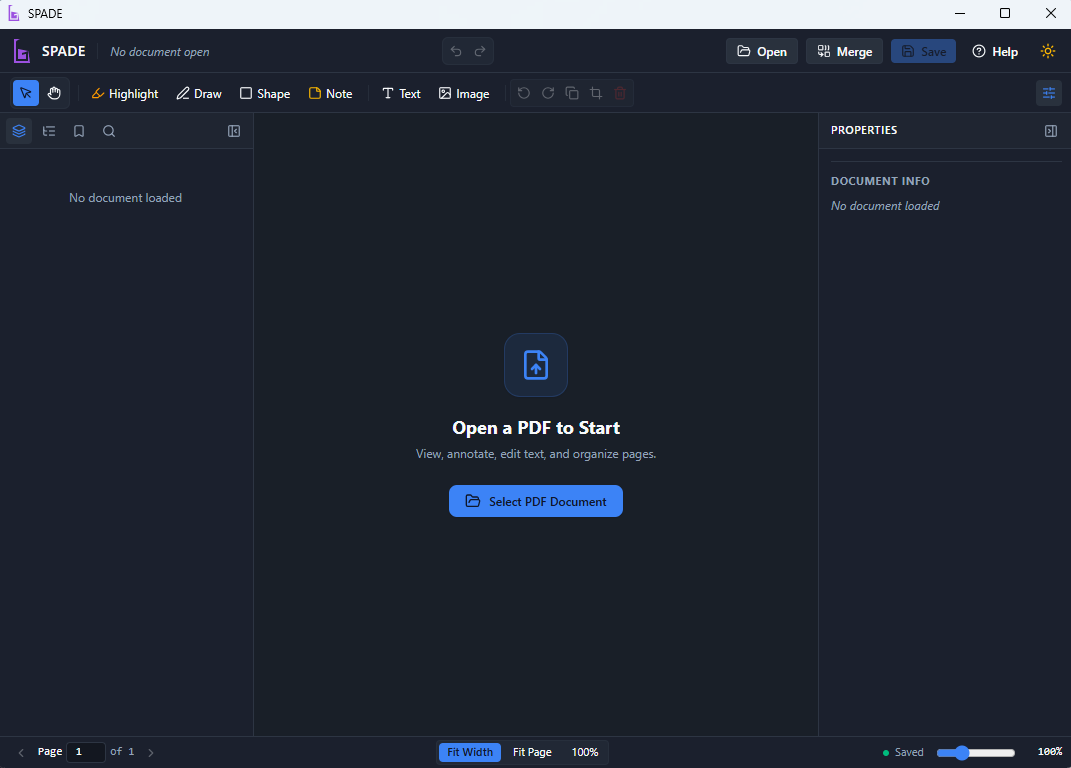 SPADE
SPADE No document open Open Merge Save Help
Highlight Draw Shape Note Text Image
PROPERTIES
No document loaded
DOCUMENT INFO
No document loaded
Open a PDF to Start
View, annotate, edit text, and organize pages.
Select PDF Document
Page 1 of 1 Fit Width Fit Page 100% Saved 100%